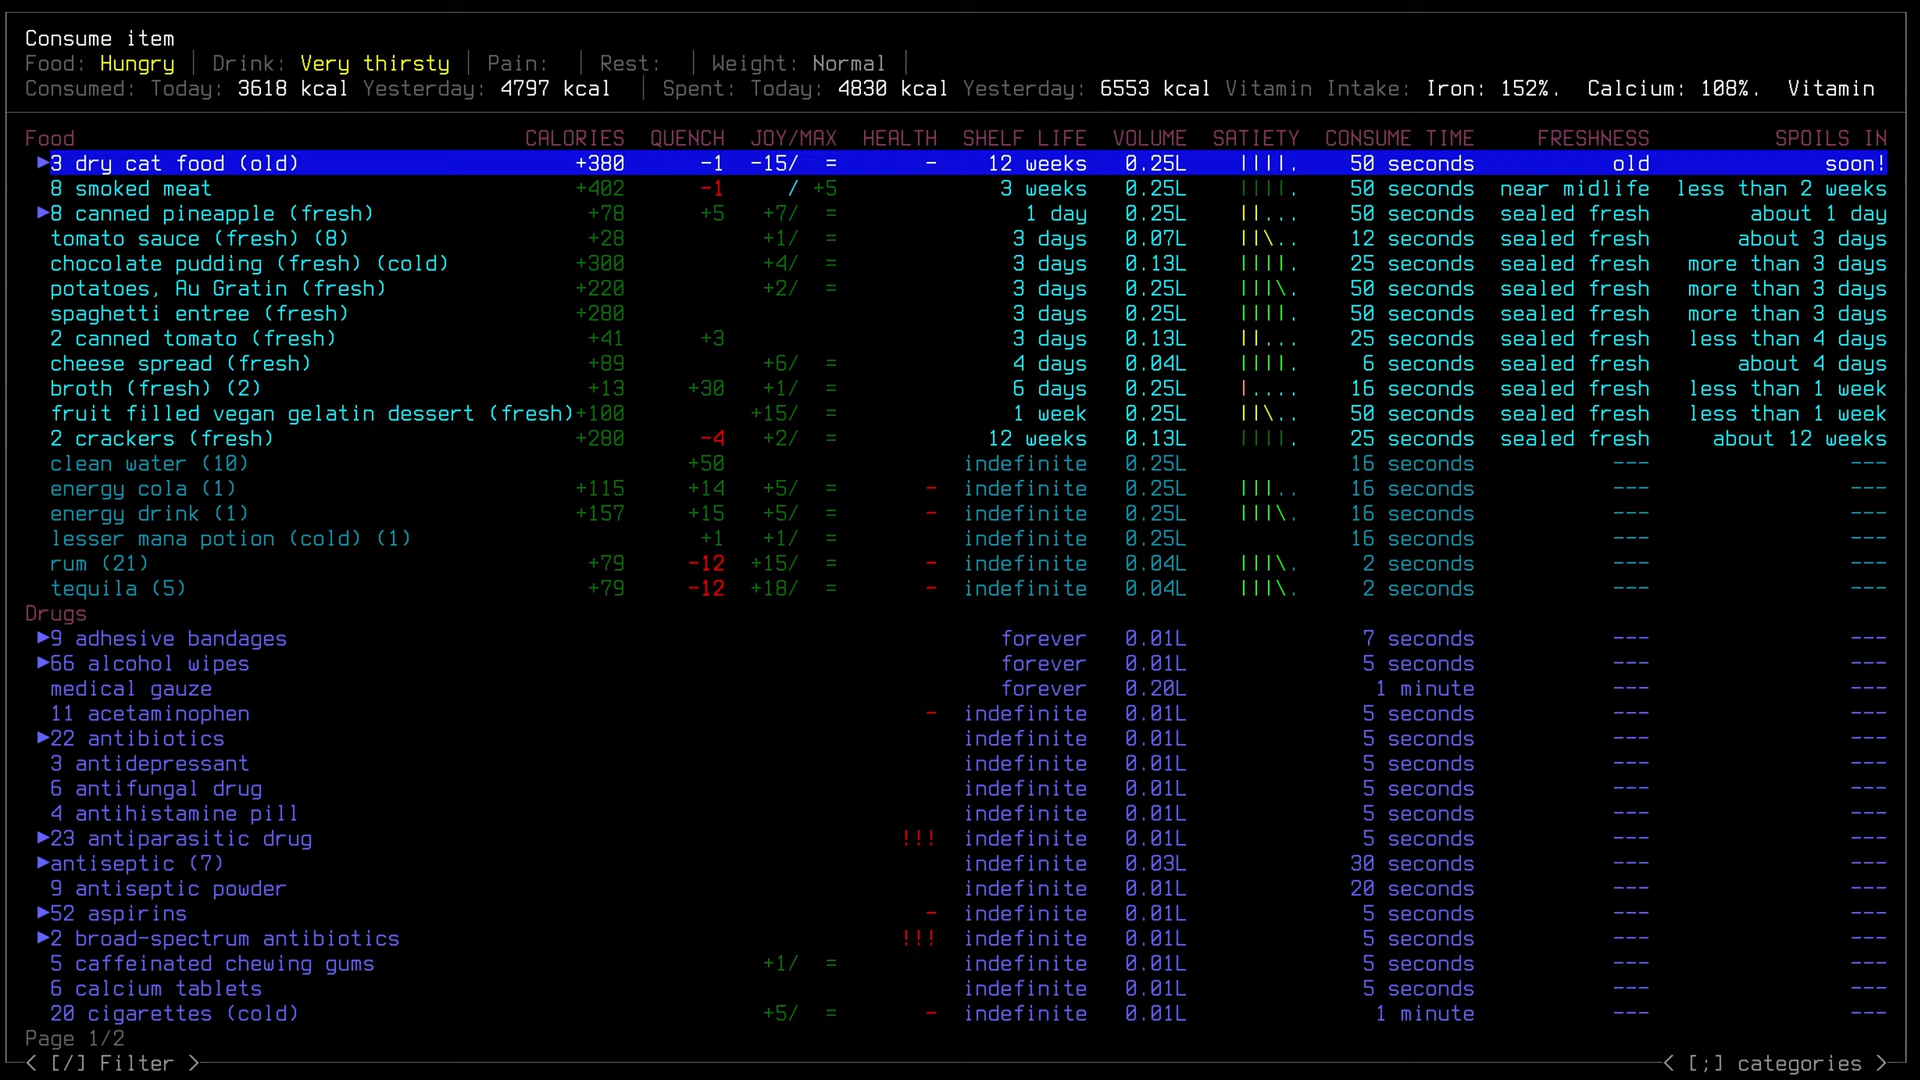 Consume item
Food: Hungry | Drink: Very thirsty | Pain: | Rest: | Weight: Normal |
Consumed: Today: 3618 kcal Yesterday: 4797 kcal | Spent: Today: 4830 kcal Yesterday: 6553 kcal Vitamin Intake: Iron: 152%. Calcium: 108%. Vitamin
Food CALORIES QUENCH JOY/MAX HEALTH SHELF LIFE VOLUME SATIETY CONSUME TIME FRESHNESS SPOILS IN
▶3 dry cat food (old) +380 -1 -15/ = - 12 weeks 0.25L ||||. 50 seconds old soon!
8 smoked meat +402 -1 / +5 3 weeks 0.25L ||||. 50 seconds near midlife less than 2 weeks
▶8 canned pineapple (fresh) +78 +5 +7/ = 1 day 0.25L ||... 50 seconds sealed fresh about 1 day
tomato sauce (fresh) (8) +28 +1/ = 3 days 0.07L ||\.. 12 seconds sealed fresh about 3 days
chocolate pudding (fresh) (cold) +300 +4/ = 3 days 0.13L ||||. 25 seconds sealed fresh more than 3 days
potatoes, Au Gratin (fresh) +220 +2/ = 3 days 0.25L |||\. 50 seconds sealed fresh more than 3 days
spaghetti entree (fresh) +280 3 days 0.25L ||||. 50 seconds sealed fresh more than 3 days
2 canned tomato (fresh) +41 +3 3 days 0.13L ||... 25 seconds sealed fresh less than 4 days
cheese spread (fresh) +89 +6/ = 4 days 0.04L ||||. 6 seconds sealed fresh about 4 days
broth (fresh) (2) +13 +30 +1/ = 6 days 0.25L |.... 16 seconds sealed fresh less than 1 week
fruit filled vegan gelatin dessert (fresh)+100 +15/ = 1 week 0.25L ||\.. 50 seconds sealed fresh less than 1 week
2 crackers (fresh) +280 -4 +2/ = 12 weeks 0.13L ||||. 25 seconds sealed fresh about 12 weeks
clean water (10) +50 indefinite 0.25L 16 seconds --- ---
energy cola (1) +115 +14 +5/ = - indefinite 0.25L |||.. 16 seconds --- ---
energy drink (1) +157 +15 +5/ = - indefinite 0.25L |||\. 16 seconds --- ---
lesser mana potion (cold) (1) +1 +1/ = indefinite 0.25L 16 seconds --- ---
rum (21) +79 -12 +15/ = - indefinite 0.04L |||\. 2 seconds --- ---
tequila (5) +79 -12 +18/ = - indefinite 0.04L |||\. 2 seconds --- ---
Drugs
▶9 adhesive bandages forever 0.01L 7 seconds --- ---
▶66 alcohol wipes forever 0.01L 5 seconds --- ---
medical gauze forever 0.20L 1 minute --- ---
11 acetaminophen - indefinite 0.01L 5 seconds --- ---
▶22 antibiotics indefinite 0.01L 5 seconds --- ---
3 antidepressant indefinite 0.01L 5 seconds --- ---
6 antifungal drug indefinite 0.01L 5 seconds --- ---
4 antihistamine pill indefinite 0.01L 5 seconds --- ---
▶23 antiparasitic drug !!! indefinite 0.01L 5 seconds --- ---
▶antiseptic (7) indefinite 0.03L 30 seconds --- ---
9 antiseptic powder indefinite 0.01L 20 seconds --- ---
▶52 aspirins - indefinite 0.01L 5 seconds --- ---
▶2 broad-spectrum antibiotics !!! indefinite 0.01L 5 seconds --- ---
5 caffeinated chewing gums +1/ = indefinite 0.01L 5 seconds --- ---
6 calcium tablets indefinite 0.01L 5 seconds --- ---
20 cigarettes (cold) +5/ = - indefinite 0.01L 1 minute --- ---
Page 1/2
< [/] Filter > < [;] categories >